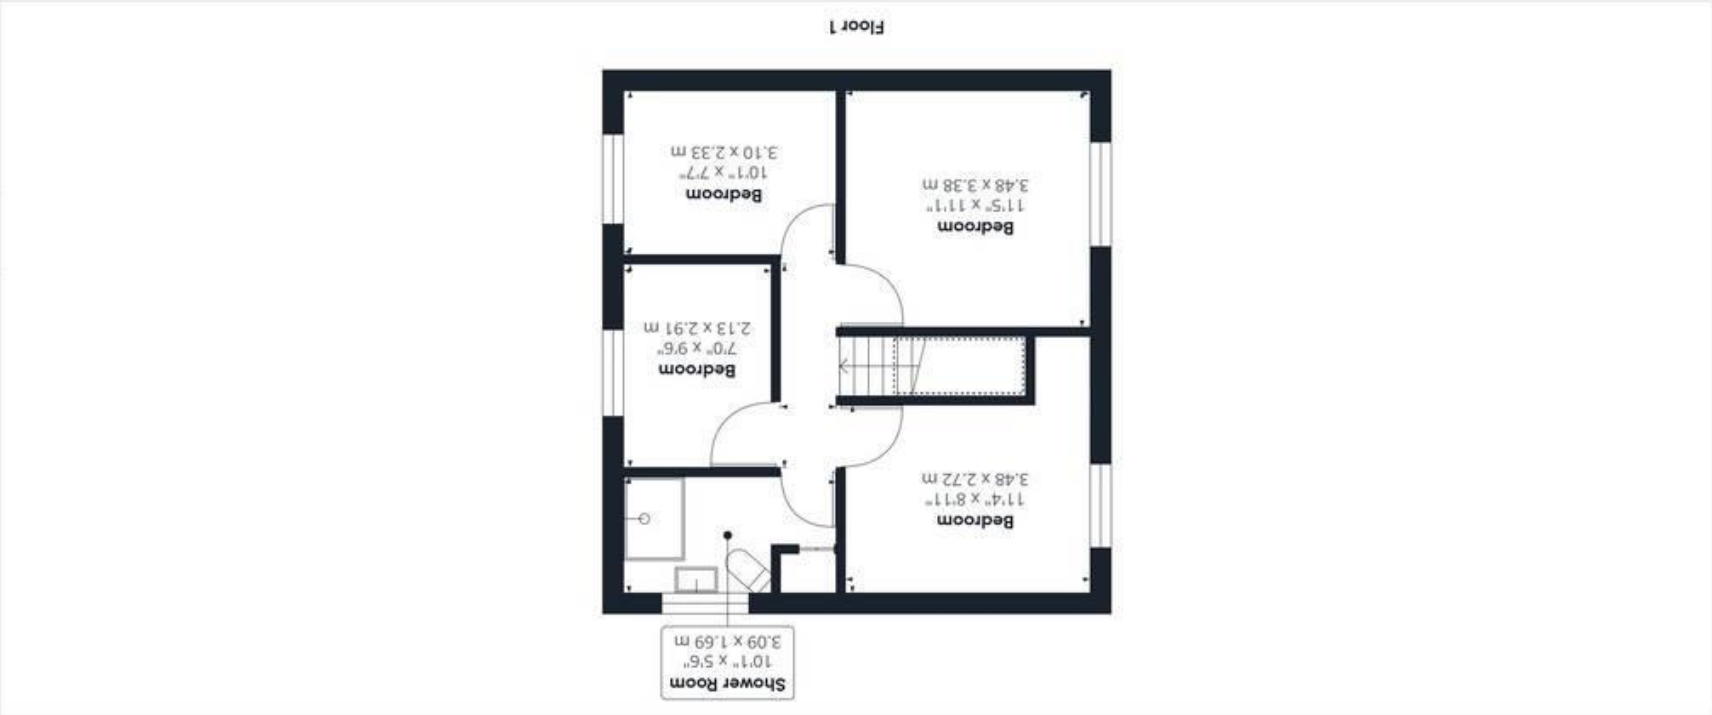 Shower Room
10'1" x 5'6"
3.09 x 1.69 m
Bedroom
11'4" x 8'11"
3.48 x 2.72 m
Bedroom
7'0" x 9'6"
2.13 x 2.91 m
Bedroom
11'5" x 11'1"
3.48 x 3.38 m
Bedroom
10'1" x 7'7"
3.10 x 2.33 m
Floor 1